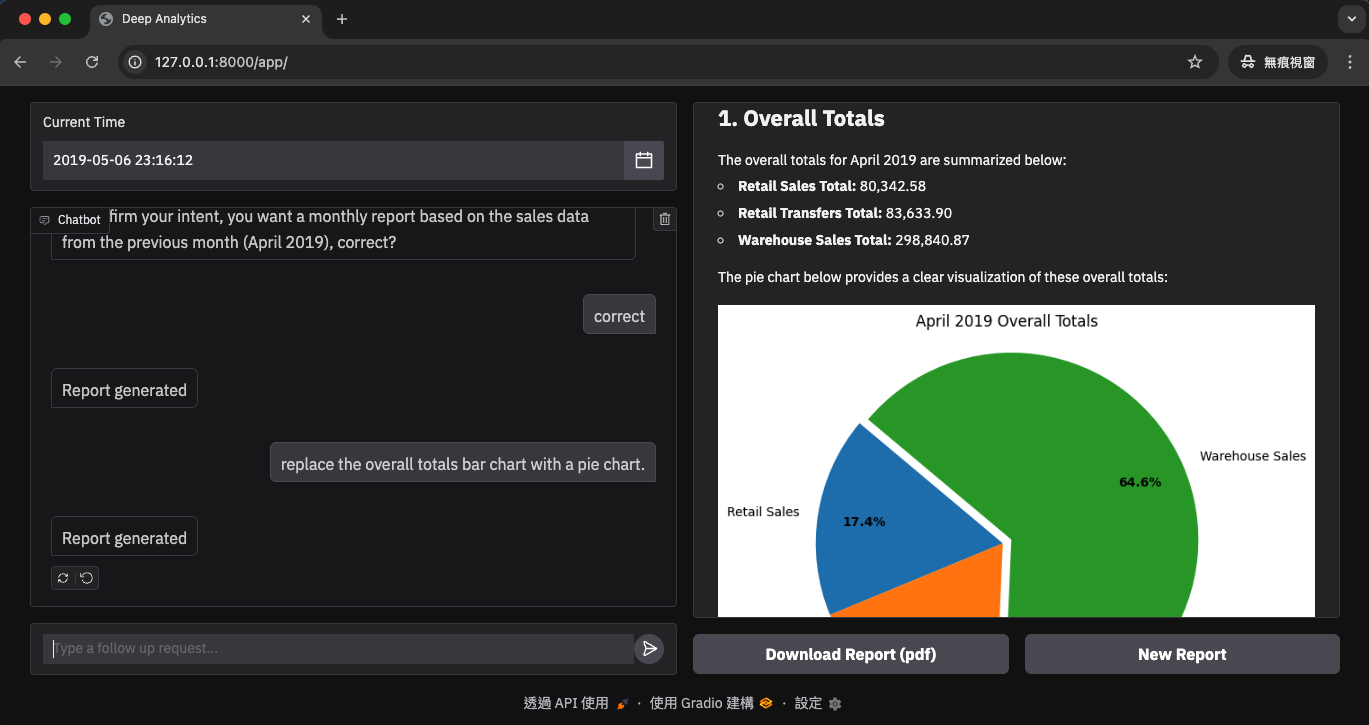 Deep Analytics
127.0.0.1:8000/app/
無痕視窗
Current Time
2019-05-06 23:16:12
Chatbot
firm your intent, you want a monthly report based on the sales data
from the previous month (April 2019), correct?
correct
Report generated
replace the overall totals bar chart with a pie chart.
Report generated
Type a follow up request...
1. Overall Totals
The overall totals for April 2019 are summarized below:
Retail Sales Total: 80,342.58
Retail Transfers Total: 83,633.90
Warehouse Sales Total: 298,840.87
The pie chart below provides a clear visualization of these overall totals:
April 2019 Overall Totals
Warehouse Sales
64.6%
Retail Sales
17.4%
Download Report (pdf)
New Report
透過 API 使用 · 使用 Gradio 建構 · 設定